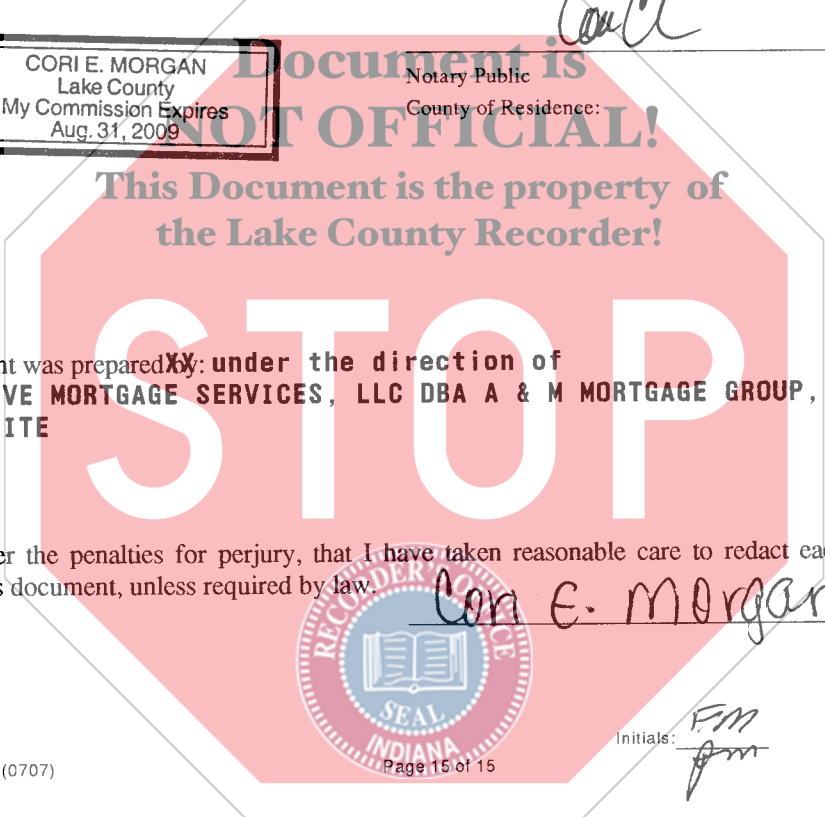 CORI E. MORGAN
Lake County
My Commission Expires
Aug. 31, 2009
Document is
NOT OFFICIAL!
This Document is the property of
the Lake County Recorder!
Notary Public
County of Residence:
STOP
nt was prepared XX: under the direction of
VE MORTGAGE SERVICES, LLC DBA A & M MORTGAGE GROUP,
ITE
er the penalties for perjury, that I have taken reasonable care to redact ea
s document, unless required by law.
Cori E. Morgan
RECORDER'S OFFICE
SEAL
INDIANA
Initials: FM
Jm
(0707)
Page 15 of 15